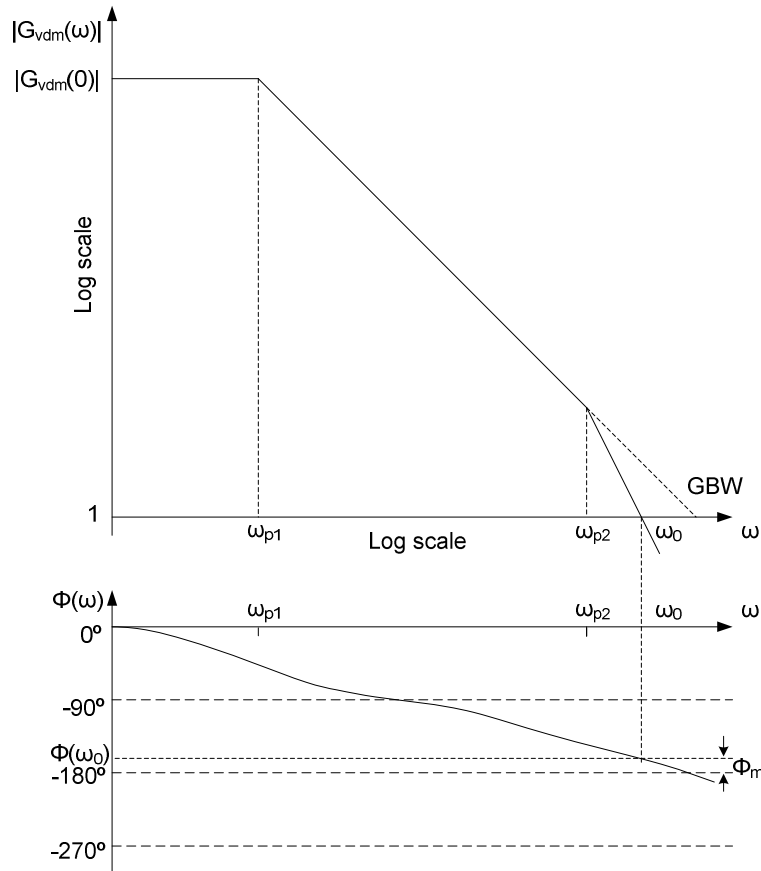 |Gvdm(ω)|
|Gvdm(0)|
Log scale
GBW
1
ωp1
Log scale
ωp2
ω0
ω
Φ(ω)
ωp1
ωp2
ω0
ω
0º
-90º
Φ(ω0)
-180º
Φm
-270º